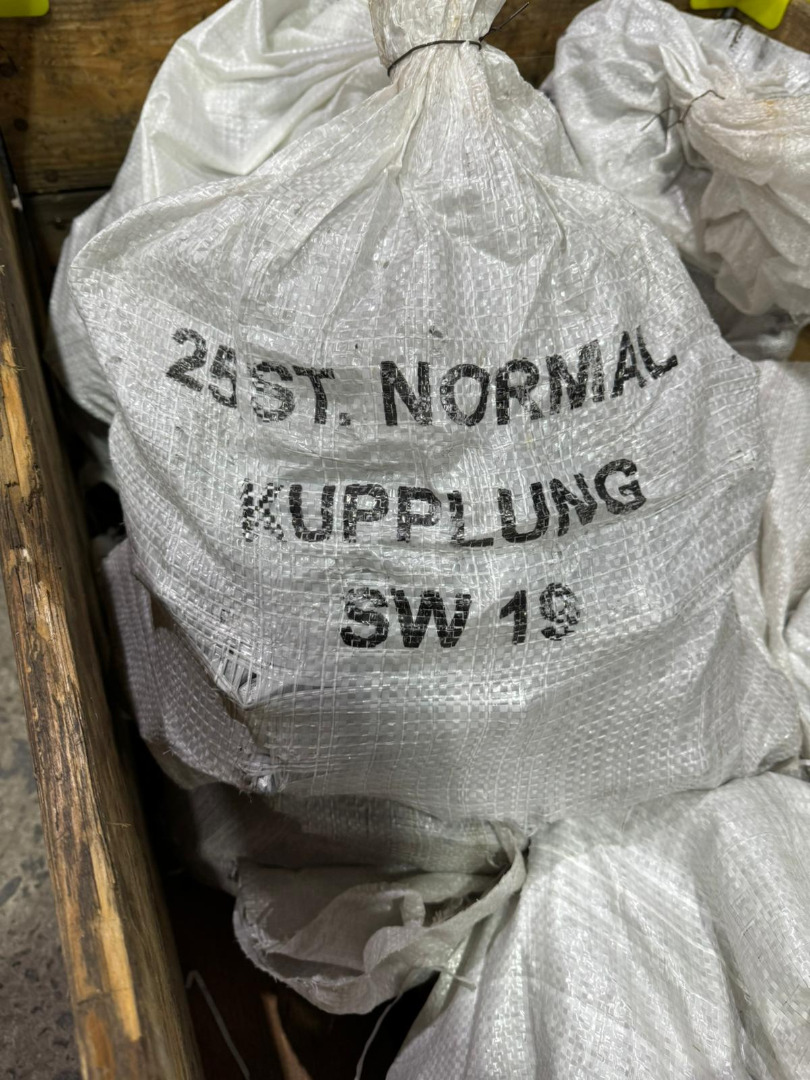 25 ST. NORMAL
KUPPLUNG
SW 19